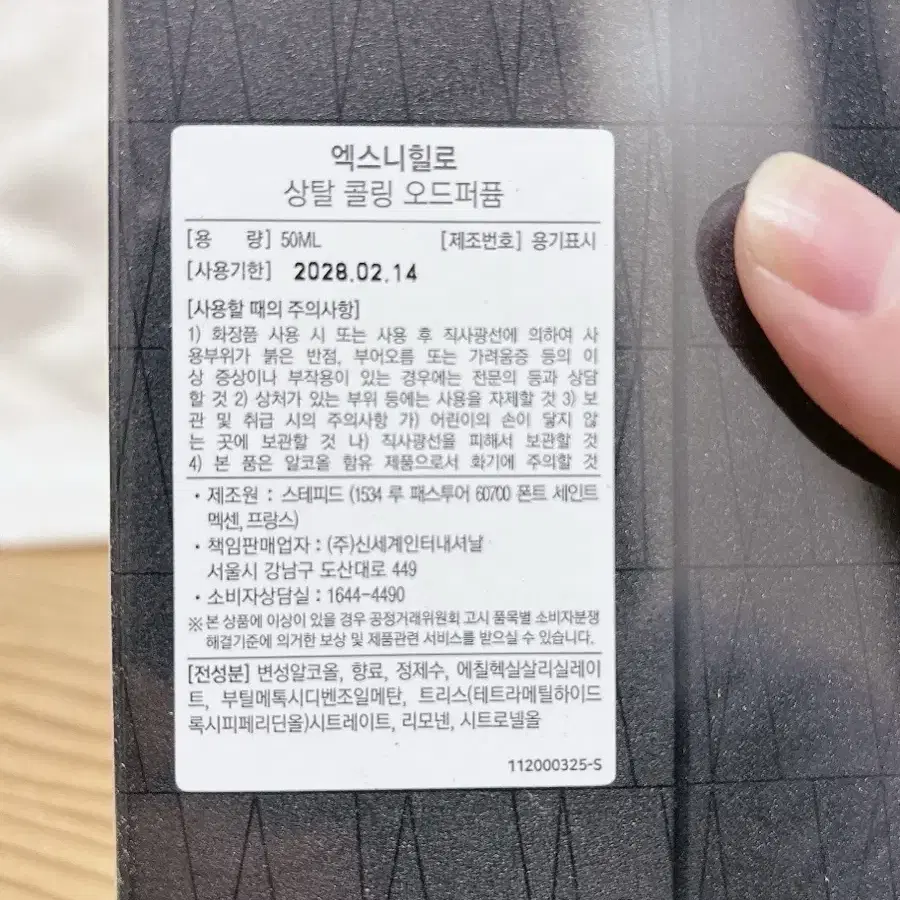 엑스니힐로
상탈 콜링 오드퍼퓸
[용 량] 50ML [제조번호] 용기표시
[사용기한] 2028.02.14
[사용할 때의 주의사항]
1) 화장품 사용 시 또는 사용 후 직사광선에 의하여 사
용부위가 붉은 반점, 부어오름 또는 가려움증 등의 이
상 증상이나 부작용이 있는 경우에는 전문의 등과 상담
할 것 2) 상처가 있는 부위 등에는 사용을 자제할 것 3) 보
관 및 취급 시의 주의사항 가) 어린이의 손이 닿지 않
는 곳에 보관할 것 나) 직사광선을 피해서 보관할 것
4) 본 품은 알코올 함유 제품으로서 화기에 주의할 것
• 제조원 : 스테피드 (1534 루 패스투어 60700 폰트 세인트
멕센, 프랑스)
• 책임판매업자 : (주)신세계인터내셔날
서울시 강남구 도산대로 449
• 소비자상담실 : 1644-4490
※ 본 상품에 이상이 있을 경우 공정거래위원회 고시 품목별 소비자분쟁
해결기준에 의거한 보상 및 제품관련 서비스를 받으실 수 있습니다.
[전성분] 변성알코올, 향료, 정제수, 에칠헥실살리실레이
트, 부틸메톡시디벤조일메탄, 트리스(테트라메틸하이드
록시피페리딘올)시트레이트, 리모넨, 시트로넬올
112000325-S